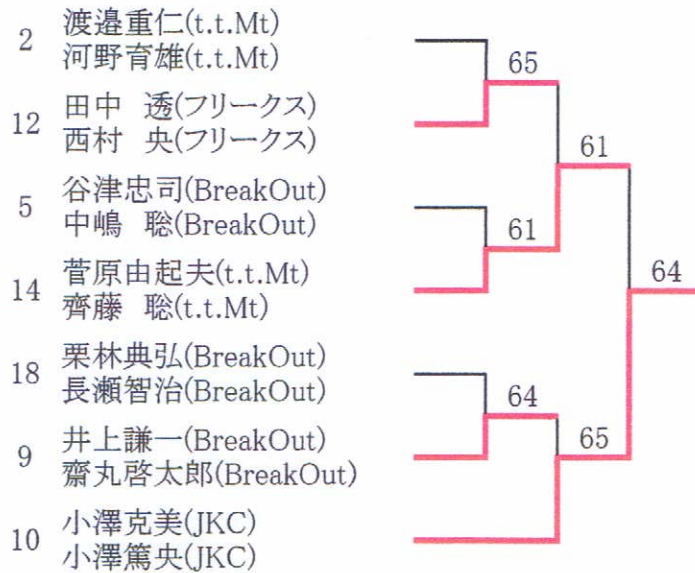 2 渡邉重仁(t.t.Mt)
河野育雄(t.t.Mt)
65
12 田中 透(フリークス)
西村 央(フリークス)
61
5 谷津忠司(BreakOut)
中嶋 聡(BreakOut)
61
14 菅原由起夫(t.t.Mt)
齊藤 聡(t.t.Mt)
64
18 栗林典弘(BreakOut)
長瀬智治(BreakOut)
64
65
9 井上謙一(BreakOut)
齋丸啓太郎(BreakOut)
10 小澤克美(JKC)
小澤篤央(JKC)